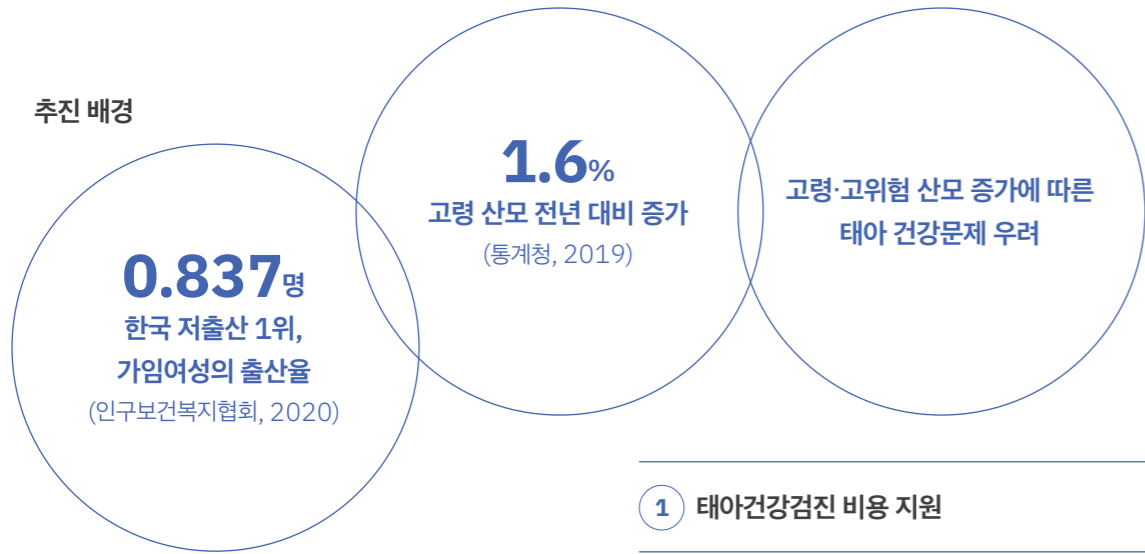 추진 배경
0.837명
한국 저출산 1위,
가임여성의 출산율
(인구보건복지협회, 2020)
1.6%
고령 산모 전년 대비 증가
(통계청, 2019)
고령·고위험 산모 증가에 따른
태아 건강문제 우려
1 태아건강검진 비용 지원